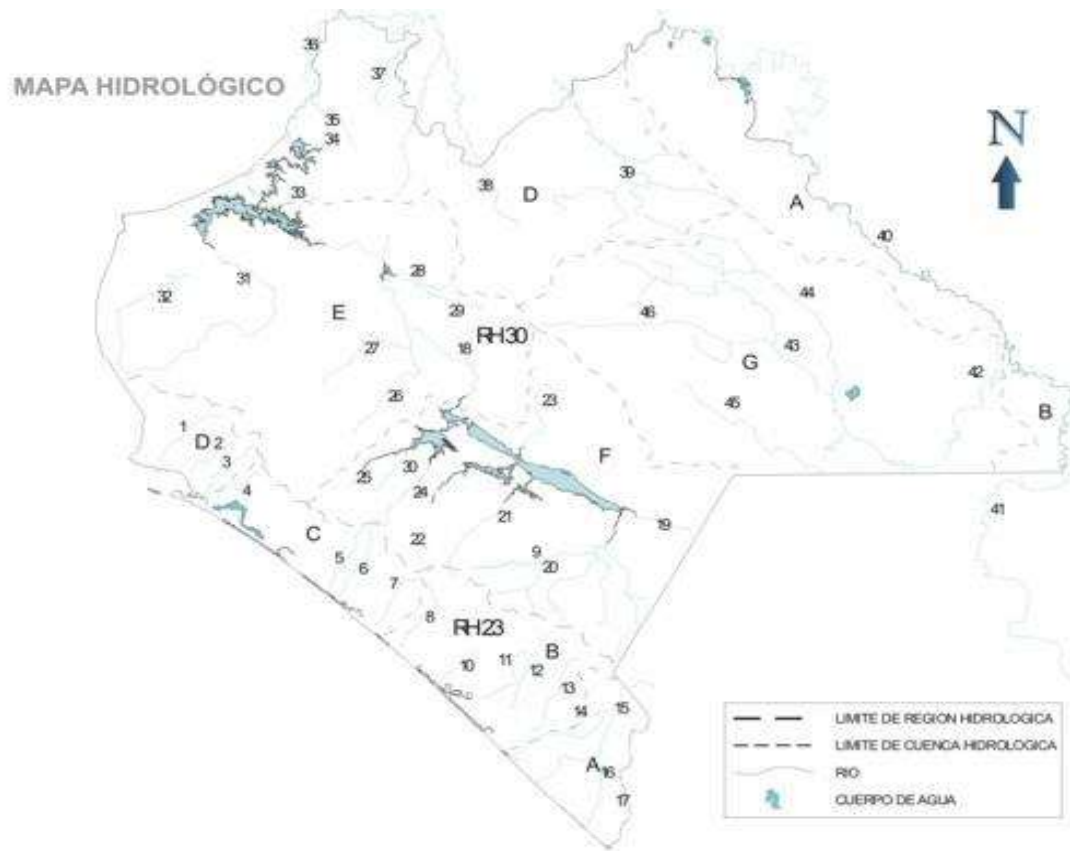 MAPA HIDROLÓGICO
N
36
37
35
34
33
38
D
39
A
40
31
32
28
29
E
RH30
27
18
26
46
44
43
G
45
42
B
23
1
D 2
3
4
25
30
24
F
21
19
41
C
5
6
7
22
9
20
8
RH23
10
11
B
12
13
14
15
A
16
17
LIMITE DE REGION HIDROLOGICA
LIMITE DE CUENCA HIDROLOGICA
RIO
CUERPO DE AGUA